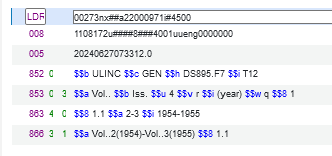 LDR 00273nx##a22000971i#4500
008 1108172u####8###4001uueng0000000
005 20240627073312.0
852 0 $$b ULINC $$c GEN $$h DS895.F7 $$i T12
853 0 3 $$a Vol.. $$b Iss. $$u 4 $$v r $$i (year) $$w q $$8 1
863 4 0 $$8 1.1 $$a 2-3 $$i 1954-1955
866 3 1 $$a Vol..2(1954)-Vol..3(1955) $$8 1.1